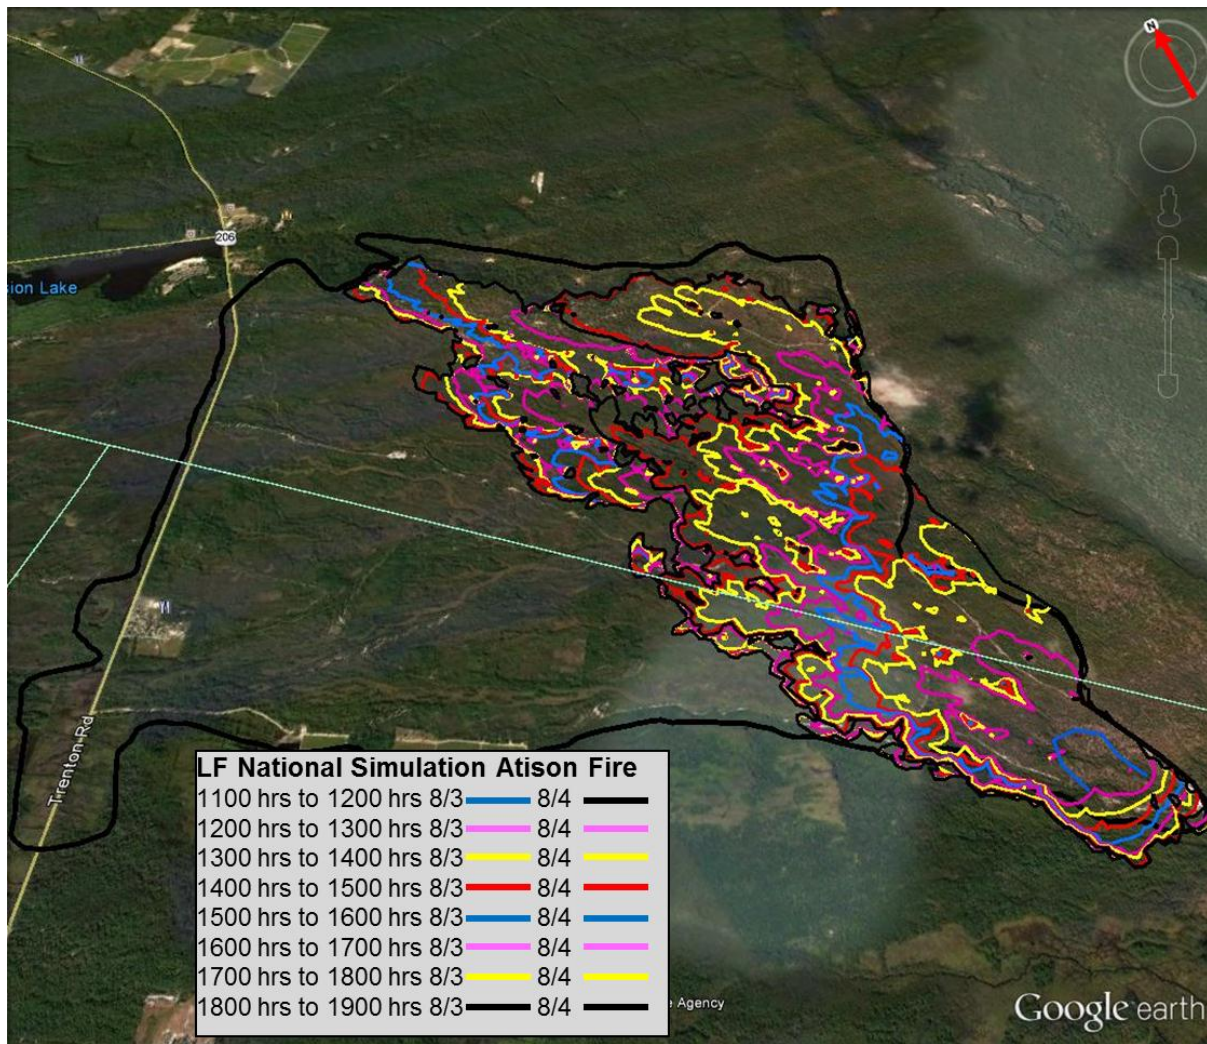 N
206
sion Lake
Trenton Rd
LF National Simulation Atison Fire
1100 hrs to 1200 hrs 8/3 8/4
1200 hrs to 1300 hrs 8/3 8/4
1300 hrs to 1400 hrs 8/3 8/4
1400 hrs to 1500 hrs 8/3 8/4
1500 hrs to 1600 hrs 8/3 8/4
1600 hrs to 1700 hrs 8/3 8/4
1700 hrs to 1800 hrs 8/3 8/4
1800 hrs to 1900 hrs 8/3 8/4
Agency
Google earth